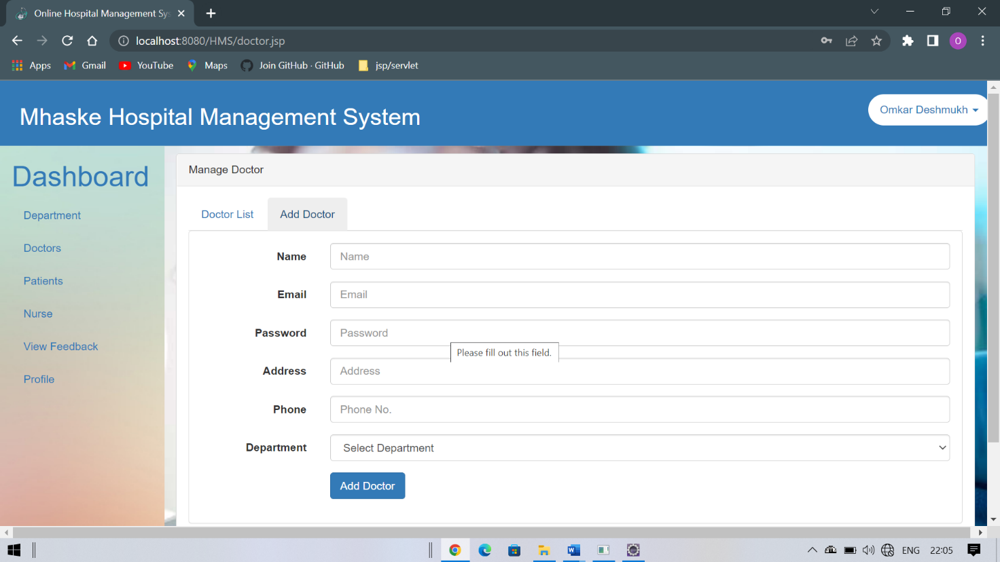 Online Hospital Management Sys
localhost:8080/HMS/doctor.jsp
O
Apps Gmail YouTube Maps Join GitHub · GitHub jsp/servlet
Mhaske Hospital Management System
Omkar Deshmukh
Dashboard
Department
Doctors
Patients
Nurse
View Feedback
Profile
Manage Doctor
Doctor List Add Doctor
Name Name
Email Email
Password Password
Please fill out this field.
Address Address
Phone Phone No.
Department Select Department
Add Doctor
ENG 22:05